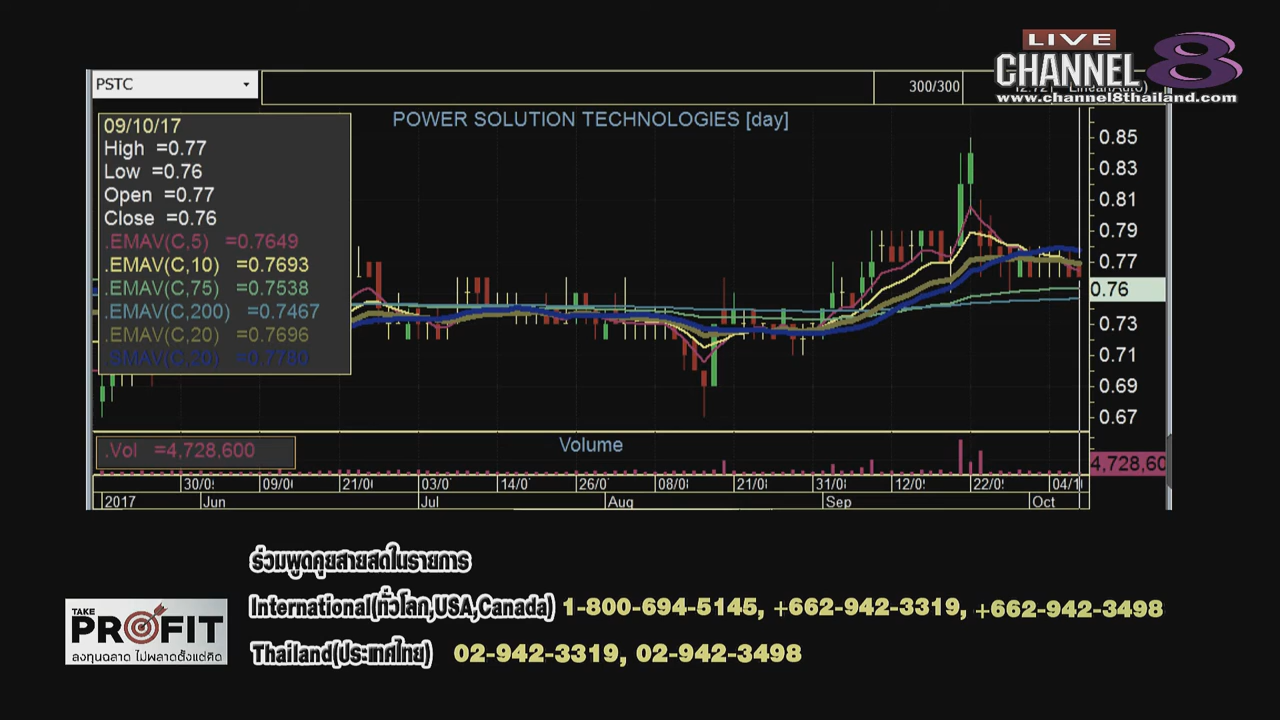 LIVE
CHANNEL 8
www.channel8thailand.com
PSTC
300/300
POWER SOLUTION TECHNOLOGIES [day]
09/10/17
High =0.77
Low =0.76
Open =0.77
Close =0.76
.EMAV(C,5) =0.7649
.EMAV(C,10) =0.7693
.EMAV(C,75) =0.7538
.EMAV(C,200) =0.7467
.EMAV(C,20) =0.7696
.SMAV(C,20) =0.7780
0.85
0.83
0.81
0.79
0.77
0.76
0.73
0.71
0.69
0.67
.Vol =4,728,600
Volume
4,728,60
30/0 09/0 21/0 03/0 14/0 26/0 08/0 21/0 31/0 12/0 22/0 04/1
2017 Jun Jul Aug Sep Oct
ร่วมพูดคุยสายสดในรายการ
International(ทั่วโลก,USA,Canada) 1-800-694-5145, +662-942-3319, +662-942-3498
Thailand(ประเทศไทย) 02-942-3319, 02-942-3498
TAKE
PROFIT
ลงทุนฉลาด ไม่พลาดตั้งแต่คิด